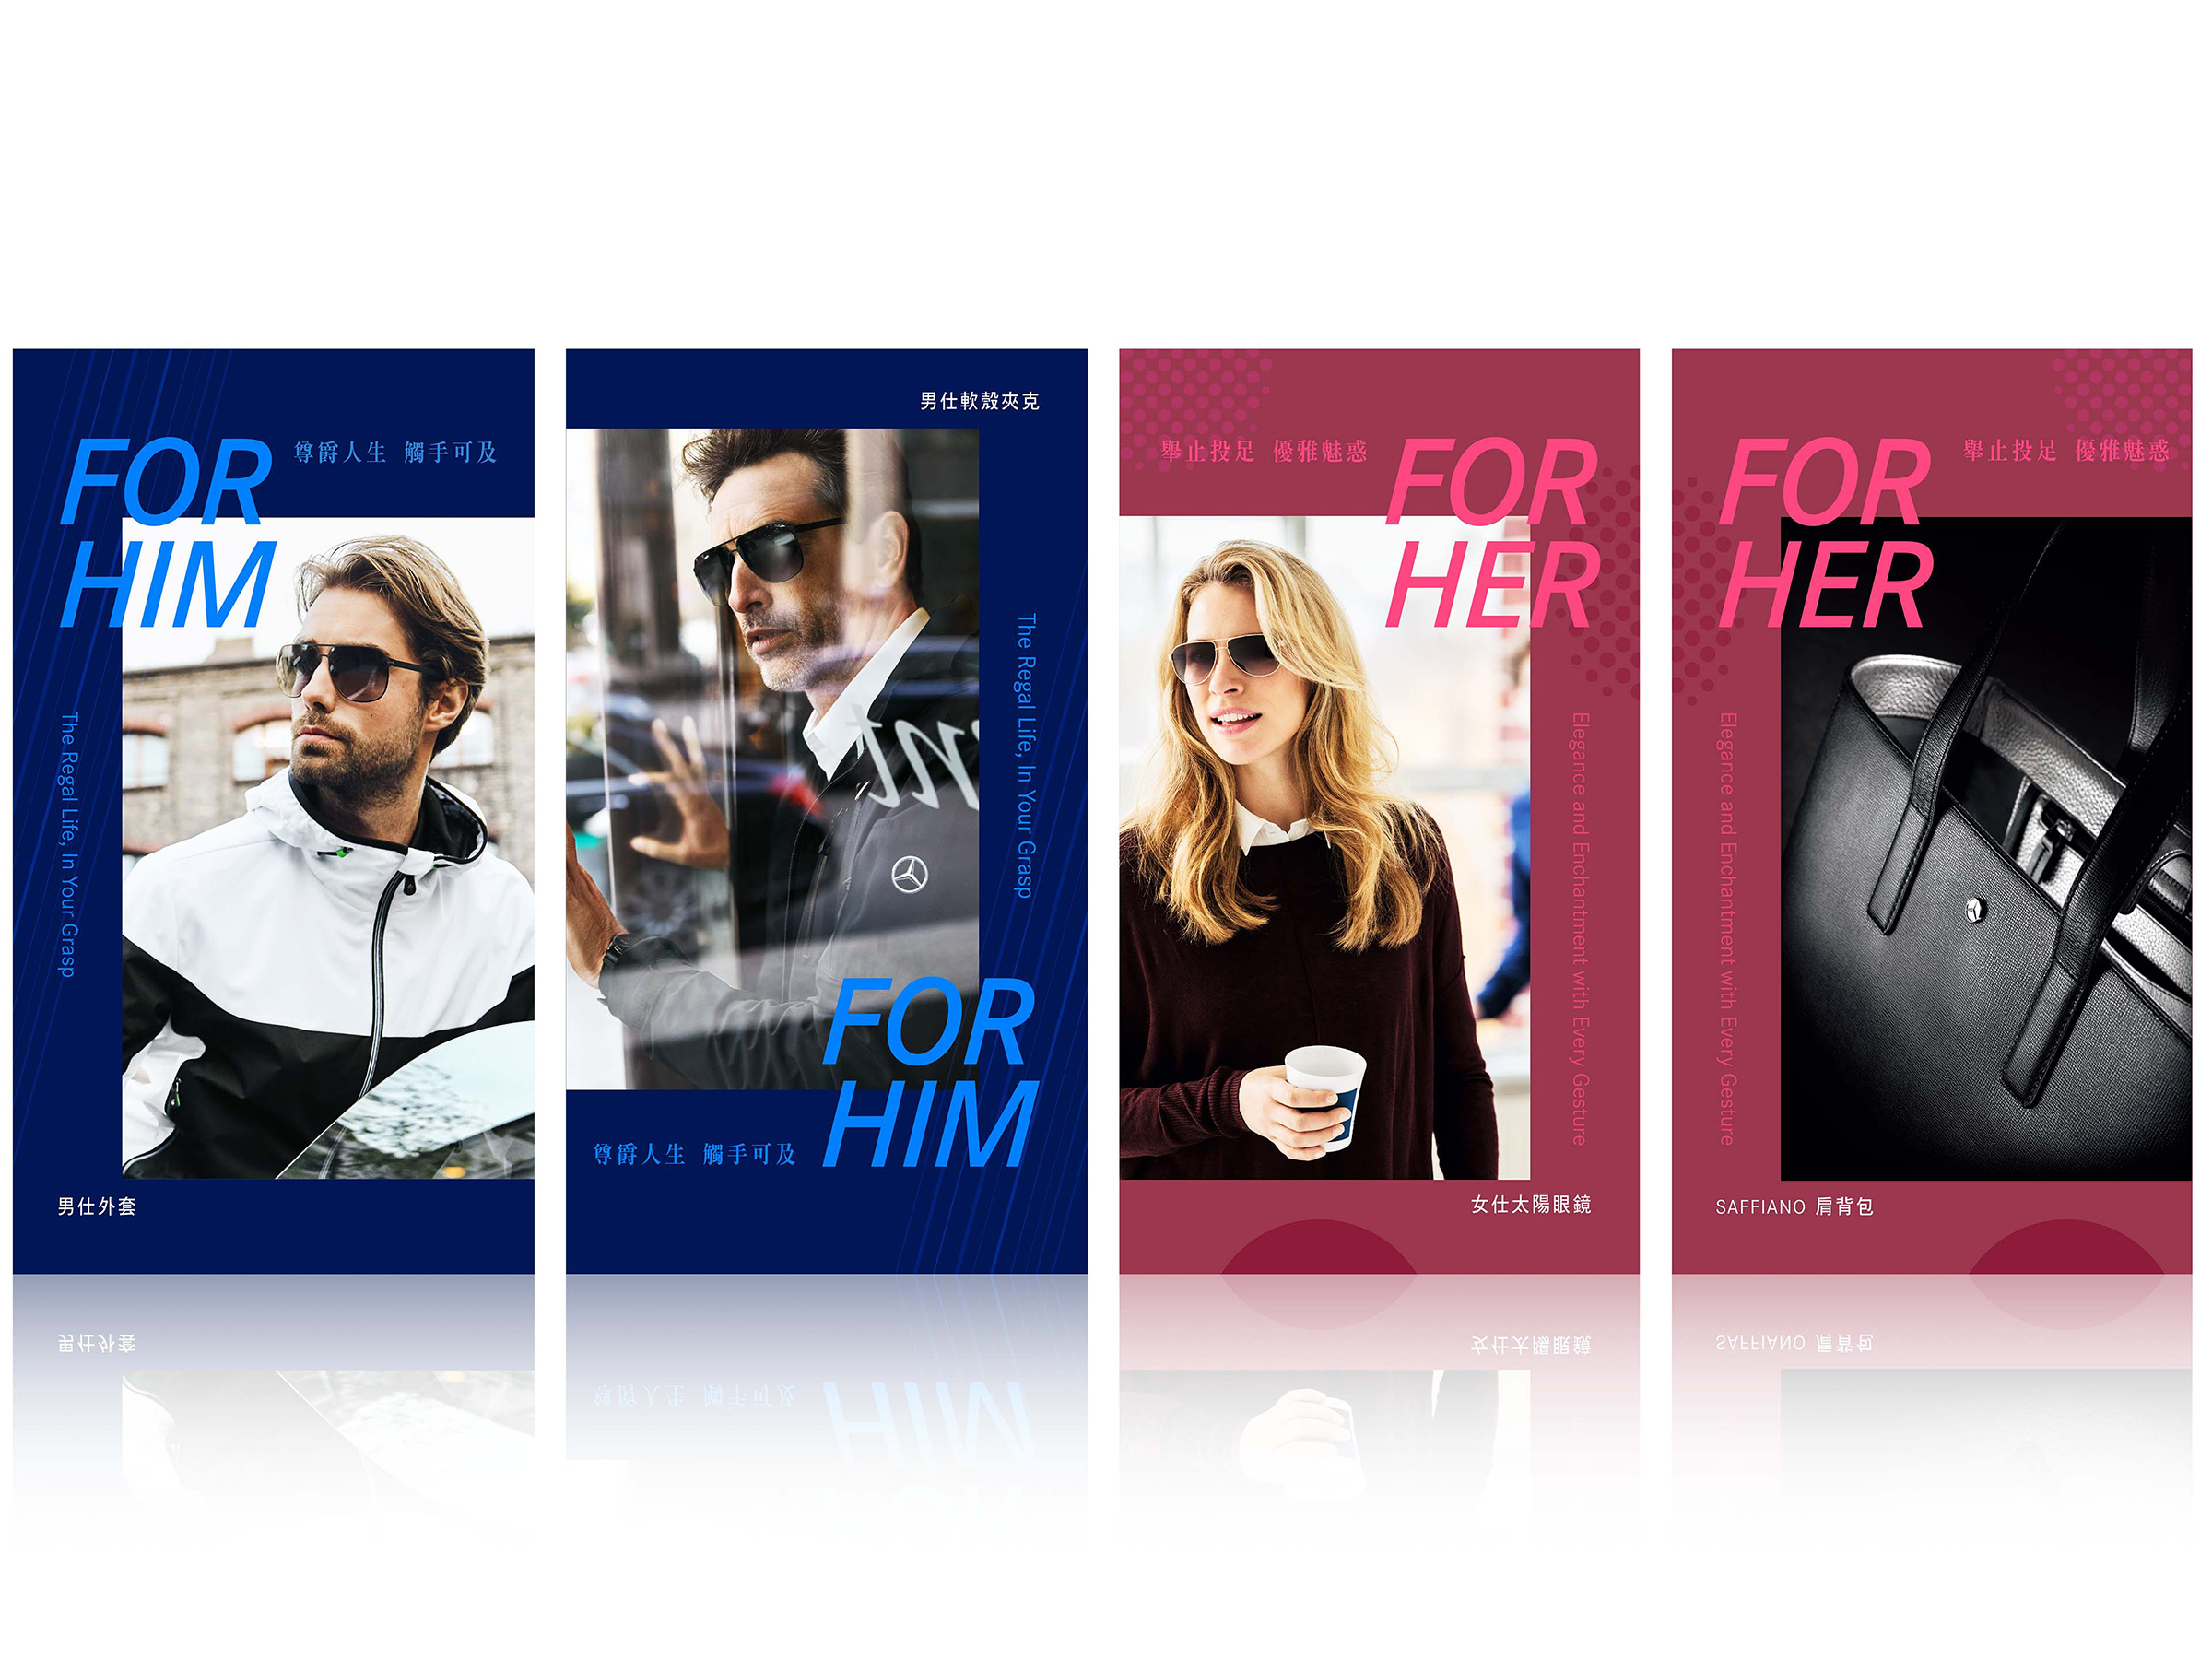 FOR
HIM
尊爵人生 觸手可及
The Regal Life, In Your Grasp
男仕外套
男仕軟殼夾克
The Regal Life, In Your Grasp
nt
FOR
HIM
尊爵人生 觸手可及
舉止投足 優雅魅惑
FOR
HER
Elegance and Enchantment with Every Gesture
女仕太陽眼鏡
FOR
HER
舉止投足 優雅魅惑
Elegance and Enchantment with Every Gesture
SAFFIANO 肩背包